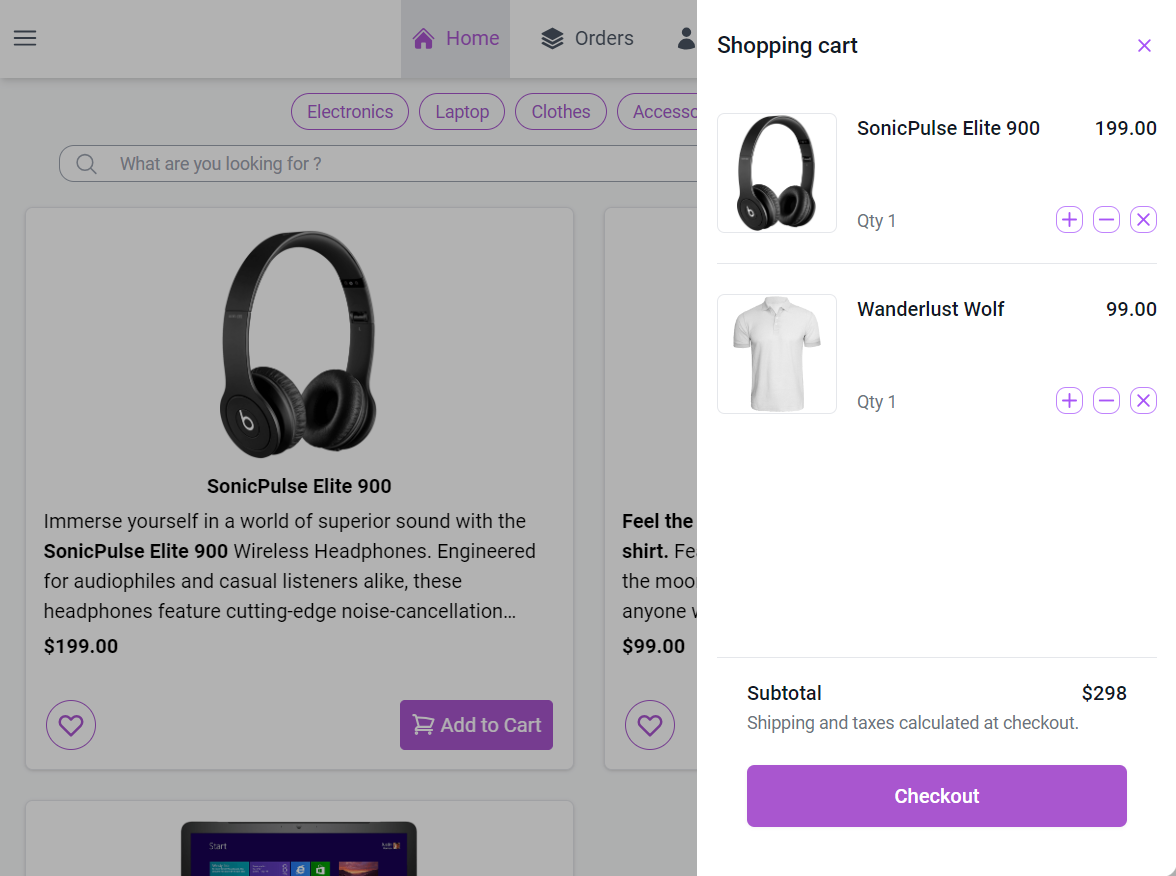 Home
Orders
Electronics
Laptop
Clothes
Accesso
What are you looking for ?
b
SonicPulse Elite 900
Immerse yourself in a world of superior sound with the
SonicPulse Elite 900 Wireless Headphones. Engineered
for audiophiles and casual listeners alike, these
headphones feature cutting-edge noise-cancellation…
$199.00
Add to Cart
Feel the
shirt. Fe
the moo
anyone w
$99.00
Start
Shopping cart
SonicPulse Elite 900 199.00
Qty 1
Wanderlust Wolf 99.00
Qty 1
Subtotal $298
Shipping and taxes calculated at checkout.
Checkout